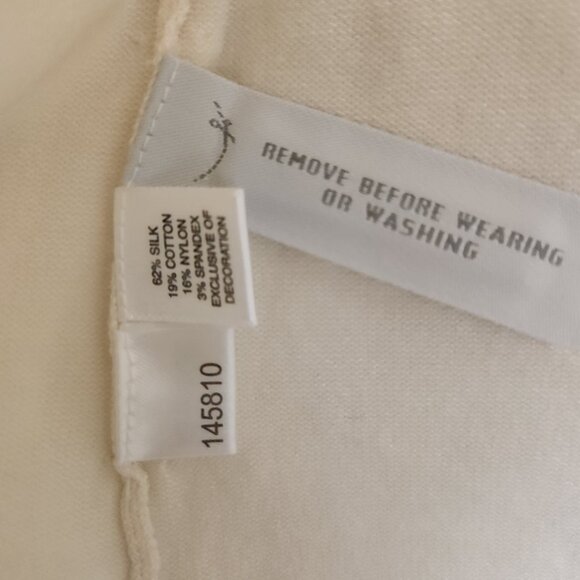 REMOVE BEFORE WEARING
OR WASHING
62% SILK
19% COTTON
16% NYLON
3% SPANDEX
EXCLUSIVE OF
DECORATION
145810